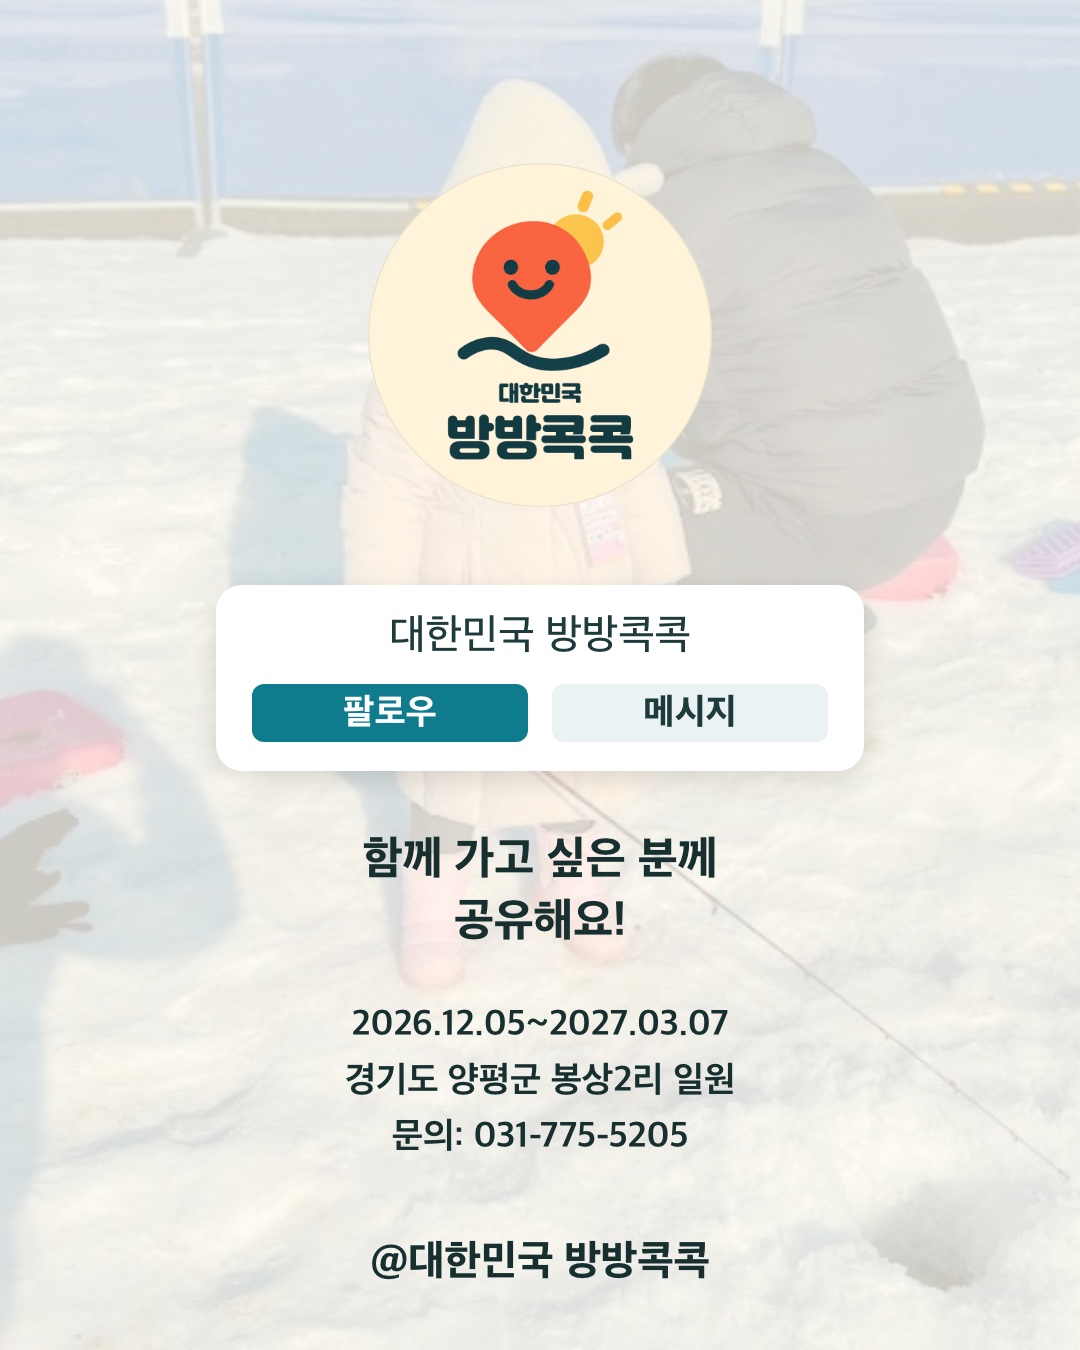 대한민국
방방콕콕
대한민국 방방콕콕
팔로우
메시지
함께 가고 싶은 분께
공유해요!
2026.12.05~2027.03.07
경기도 양평군 봉상2리 일원
문의: 031-775-5205
@대한민국 방방콕콕